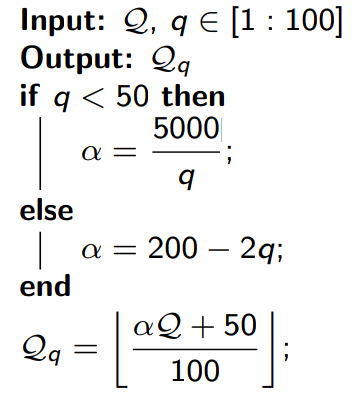 Input: 𝒬, q ∈ [1 : 100]
Output: 𝒬_q
if q < 50 then
α = 5000/q;
else
α = 200 − 2q;
end
𝒬_q = ⌊(α𝒬 + 50)/100⌋;